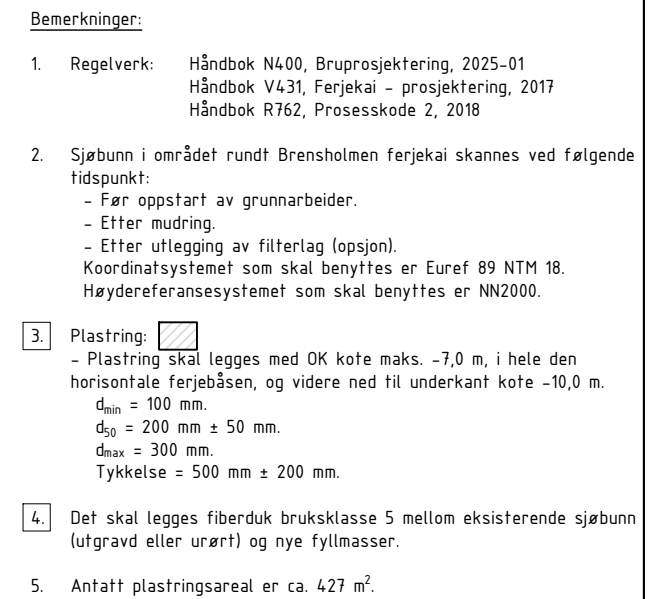 Bemerkninger:
1. Regelverk: Håndbok N400, Bruprosjektering, 2025-01
Håndbok V431, Ferjekai - prosjektering, 2017
Håndbok R762, Prosesskode 2, 2018
2. Sjøbunn i området rundt Brensholmen ferjekai skannes ved følgende
tidspunkt:
- Før oppstart av grunnarbeider.
- Etter mudring.
- Etter utlegging av filterlag (opsjon).
Koordinatsystemet som skal benyttes er Euref 89 NTM 18.
Høydereferansesystemet som skal benyttes er NN2000.
3. Plastring:
- Plastring skal legges med OK kote maks. -7,0 m, i hele den
horisontale ferjebåsen, og videre ned til underkant kote -10,0 m.
dmin = 100 mm.
d50 = 200 mm ± 50 mm.
dmax = 300 mm.
Tykkelse = 500 mm ± 200 mm.
4. Det skal legges fiberduk bruksklasse 5 mellom eksisterende sjøbunn
(utgravd eller urørt) og nye fyllmasser.
5. Antatt plastringsareal er ca. 427 m².